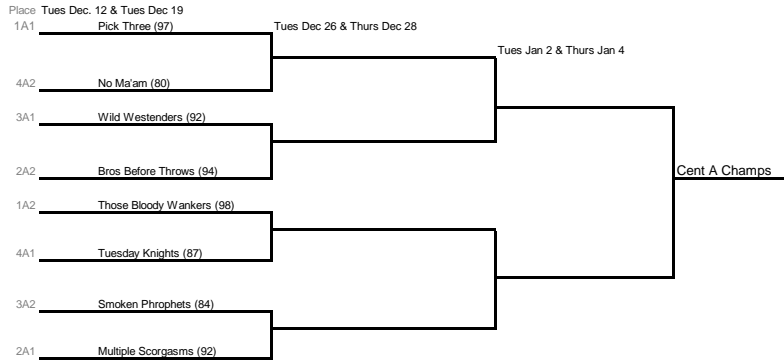 Place Tues Dec. 12 & Tues Dec 19
1A1 Pick Three (97)
Tues Dec 26 & Thurs Dec 28
Tues Jan 2 & Thurs Jan 4
4A2 No Ma'am (80)
3A1 Wild Westenders (92)
2A2 Bros Before Throws (94)
Cent A Champs
1A2 Those Bloody Wankers (98)
4A1 Tuesday Knights (87)
3A2 Smoken Phrophets (84)
2A1 Multiple Scorgasms (92)